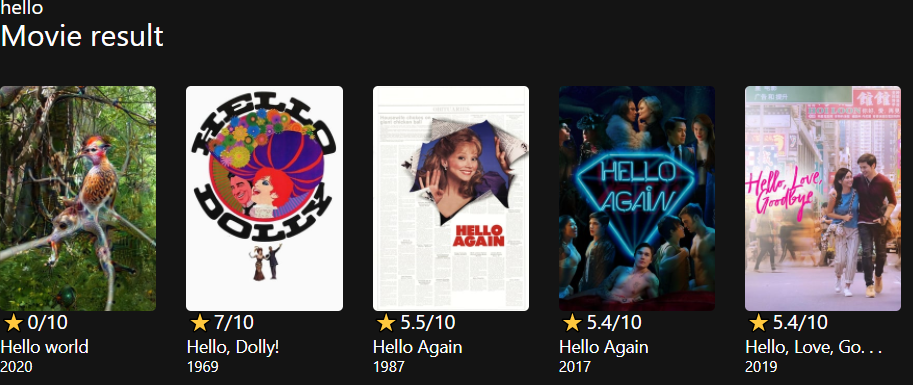 hello
Movie result
HELLO
DOLLY
HELLO
AGAIN
HELLO
AGAIN
Hello, Love,
Goodbye
⭐ 0/10
⭐ 7/10
⭐ 5.5/10
⭐ 5.4/10
⭐ 5.4/10
Hello world
Hello, Dolly!
Hello Again
Hello Again
Hello, Love, Go. . .
2020
1969
1987
2017
2019